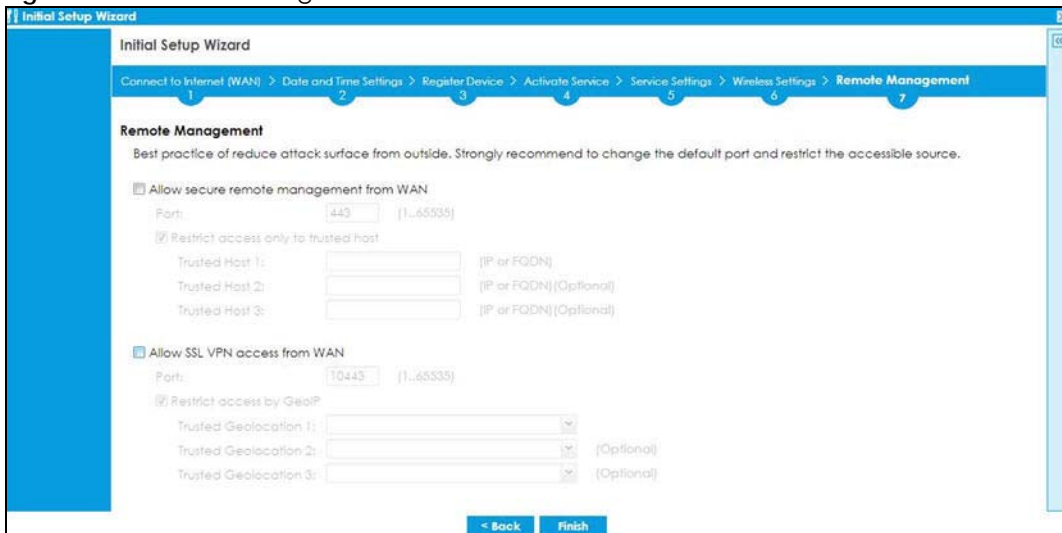 Initial Setup Wizard
Initial Setup Wizard
Connect to Internet (WAN) > Date and Time Settings > Register Device > Activate Service > Service Settings > Wireless Settings > Remote Management
1 2 3 4 5 6 7
Remote Management
Best practice of reduce attack surface from outside. Strongly recommend to change the default port and restrict the accessible source.
Allow secure remote management from WAN
Port: 443 (1..65535)
Restrict access only to trusted host
Trusted Host 1: (IP or FQDN)
Trusted Host 2: (IP or FQDN)(Optional)
Trusted Host 3: (IP or FQDN)(Optional)
Allow SSL VPN access from WAN
Port: 10443 (1..65535)
Restrict access by GeoIP
Trusted Geolocation 1:
Trusted Geolocation 2: (Optional)
Trusted Geolocation 3: (Optional)
< Back Finish